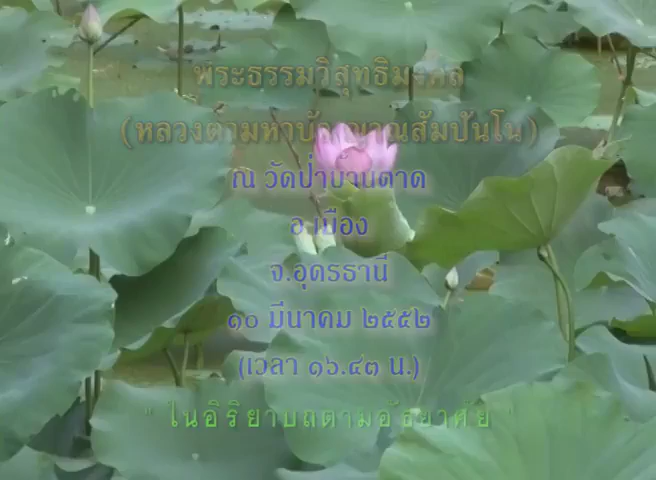 พระธรรมวิสุทธิมงคล
(หลวงตามหาบัว ญาณสัมปันโน)
ณ วัดป่าบ้านตาด
อ.เมือง
จ.อุดรธานี
๑๐ มีนาคม ๒๕๕๒
(เวลา ๑๖.๔๓ น.)
" ในอิริยาบถตามอัธยาศัย "